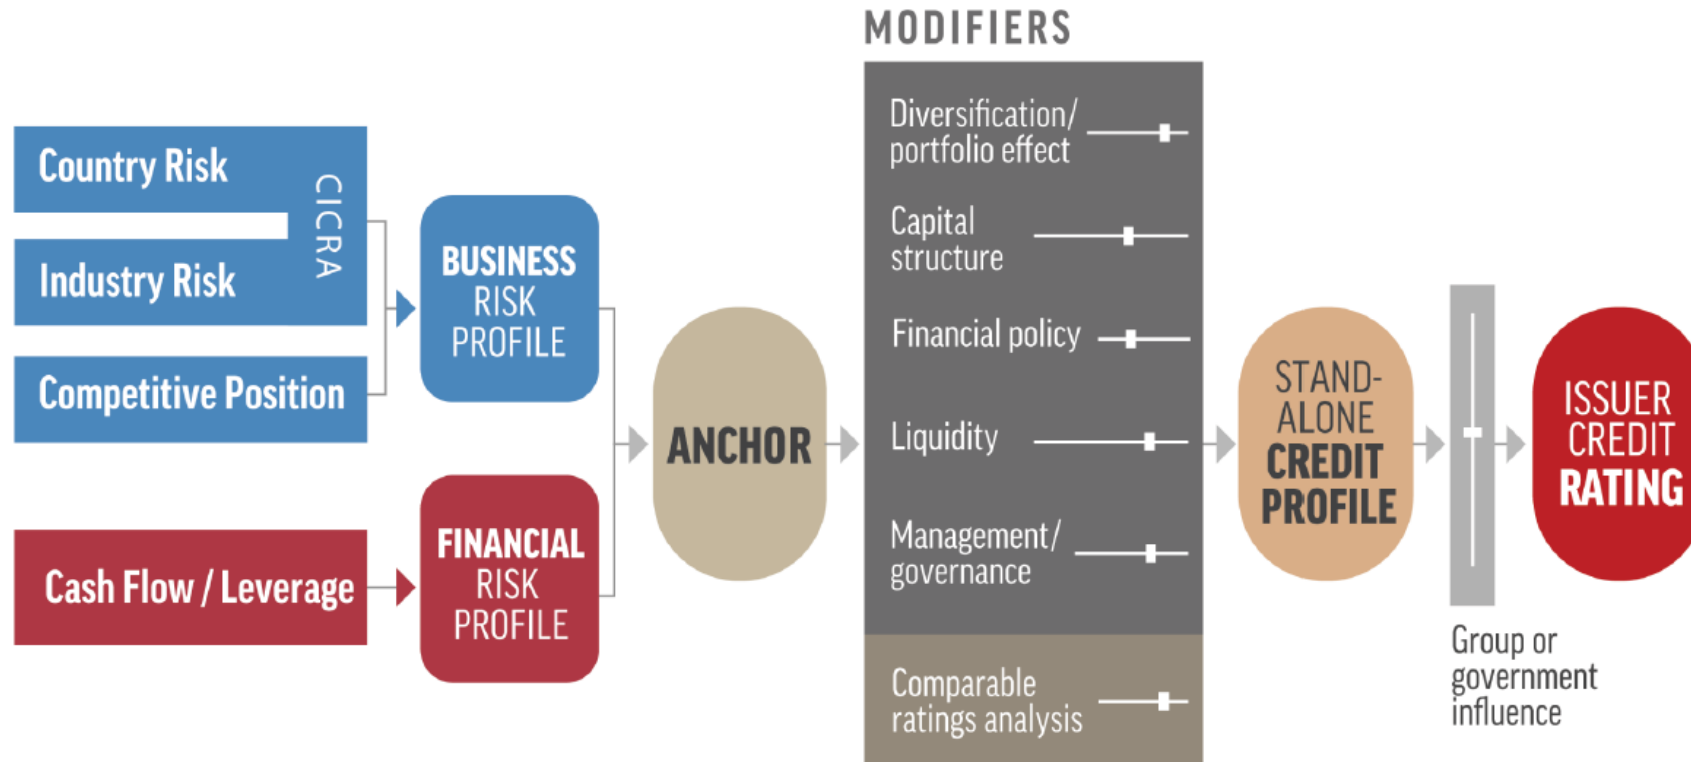 MODIFIERS
Country Risk
Industry Risk
CICRA
Competitive Position
Cash Flow / Leverage
BUSINESS
RISK
PROFILE
FINANCIAL
RISK
PROFILE
ANCHOR
Diversification/
portfolio effect
Capital
structure
Financial policy
Liquidity
Management/
governance
Comparable
ratings analysis
STAND-
ALONE
CREDIT
PROFILE
Group or
government
influence
ISSUER
CREDIT
RATING